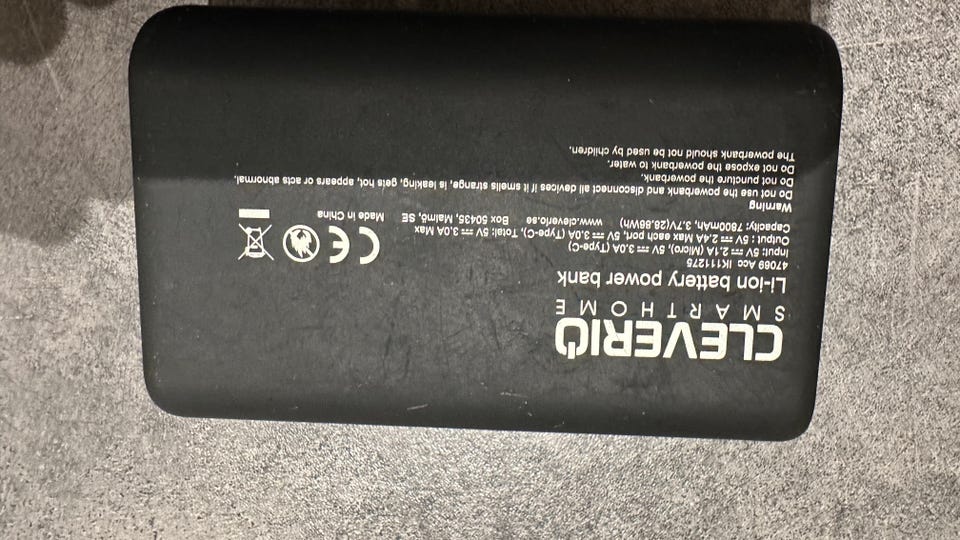 CLEVERIO
SMARTHOME
Li-ion battery power bank
47069 Acc IK111275
Input: 5V ⎓ 2.1A (Micro), 5V ⎓ 3.0A (Type-C)
Output : 5V ⎓ 2.4A Max each port, 5V ⎓ 3.0A (Type-C), Total: 5V ⎓ 3.0A Max
Capacity: 7800mAh, 3.7V(28.86Wh) www.cleverio.se Box 50435, Malmö, SE Made in China
Warning
Do not use the powerbank and disconnect all devices if it smells strange, is leaking, gets hot, appears or acts abnormal.
Do not puncture the powerbank.
Do not expose the powerbank to water.
The powerbank should not be used by children.
CE